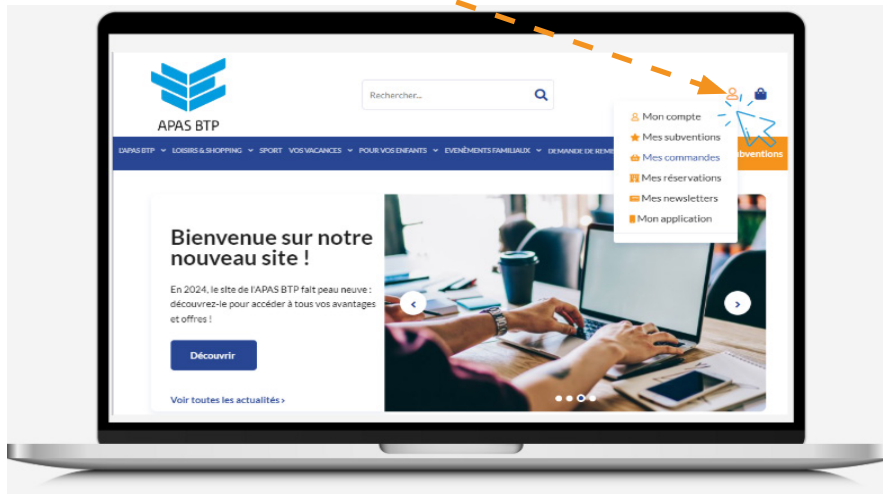 Rechercher...
APAS BTP
Mon compte
Mes subventions
Mes commandes
Mes réservations
Mes newsletters
Mon application
L'APAS BTP
LOISIRS & SHOPPING
SPORT
VOS VACANCES
POUR VOS ENFANTS
EVENÈMENTS FAMILIAUX
DEMANDE DE REM
bventions
Bienvenue sur notre
nouveau site !
En 2024, le site de l'APAS BTP fait peau neuve :
découvrez-le pour accéder à tous vos avantages
et offres !
Découvrir
Voir toutes les actualités ›